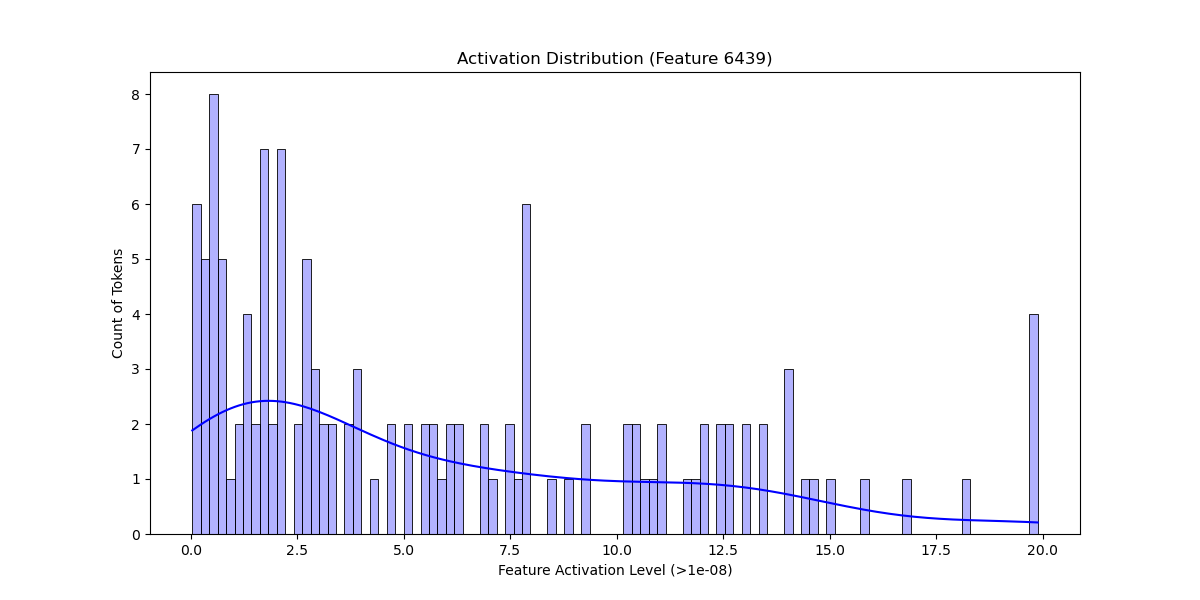 Activation Distribution (Feature 6439)
Count of Tokens
8
7
6
5
4
3
2
1
0
0.0 2.5 5.0 7.5 10.0 12.5 15.0 17.5 20.0
Feature Activation Level (>1e-08)